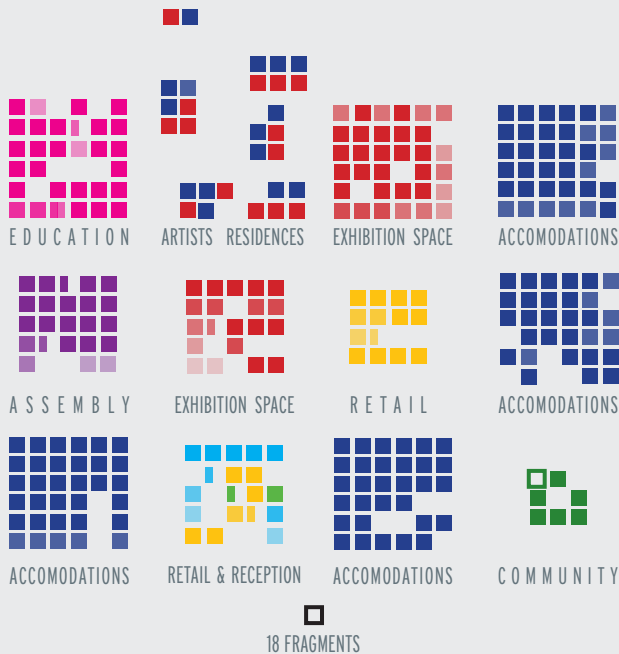 EDUCATION
ARTISTS RESIDENCES
EXHIBITION SPACE
ACCOMODATIONS
ASSEMBLY
EXHIBITION SPACE
RETAIL
ACCOMODATIONS
ACCOMODATIONS
RETAIL & RECEPTION
ACCOMODATIONS
COMMUNITY
18 FRAGMENTS